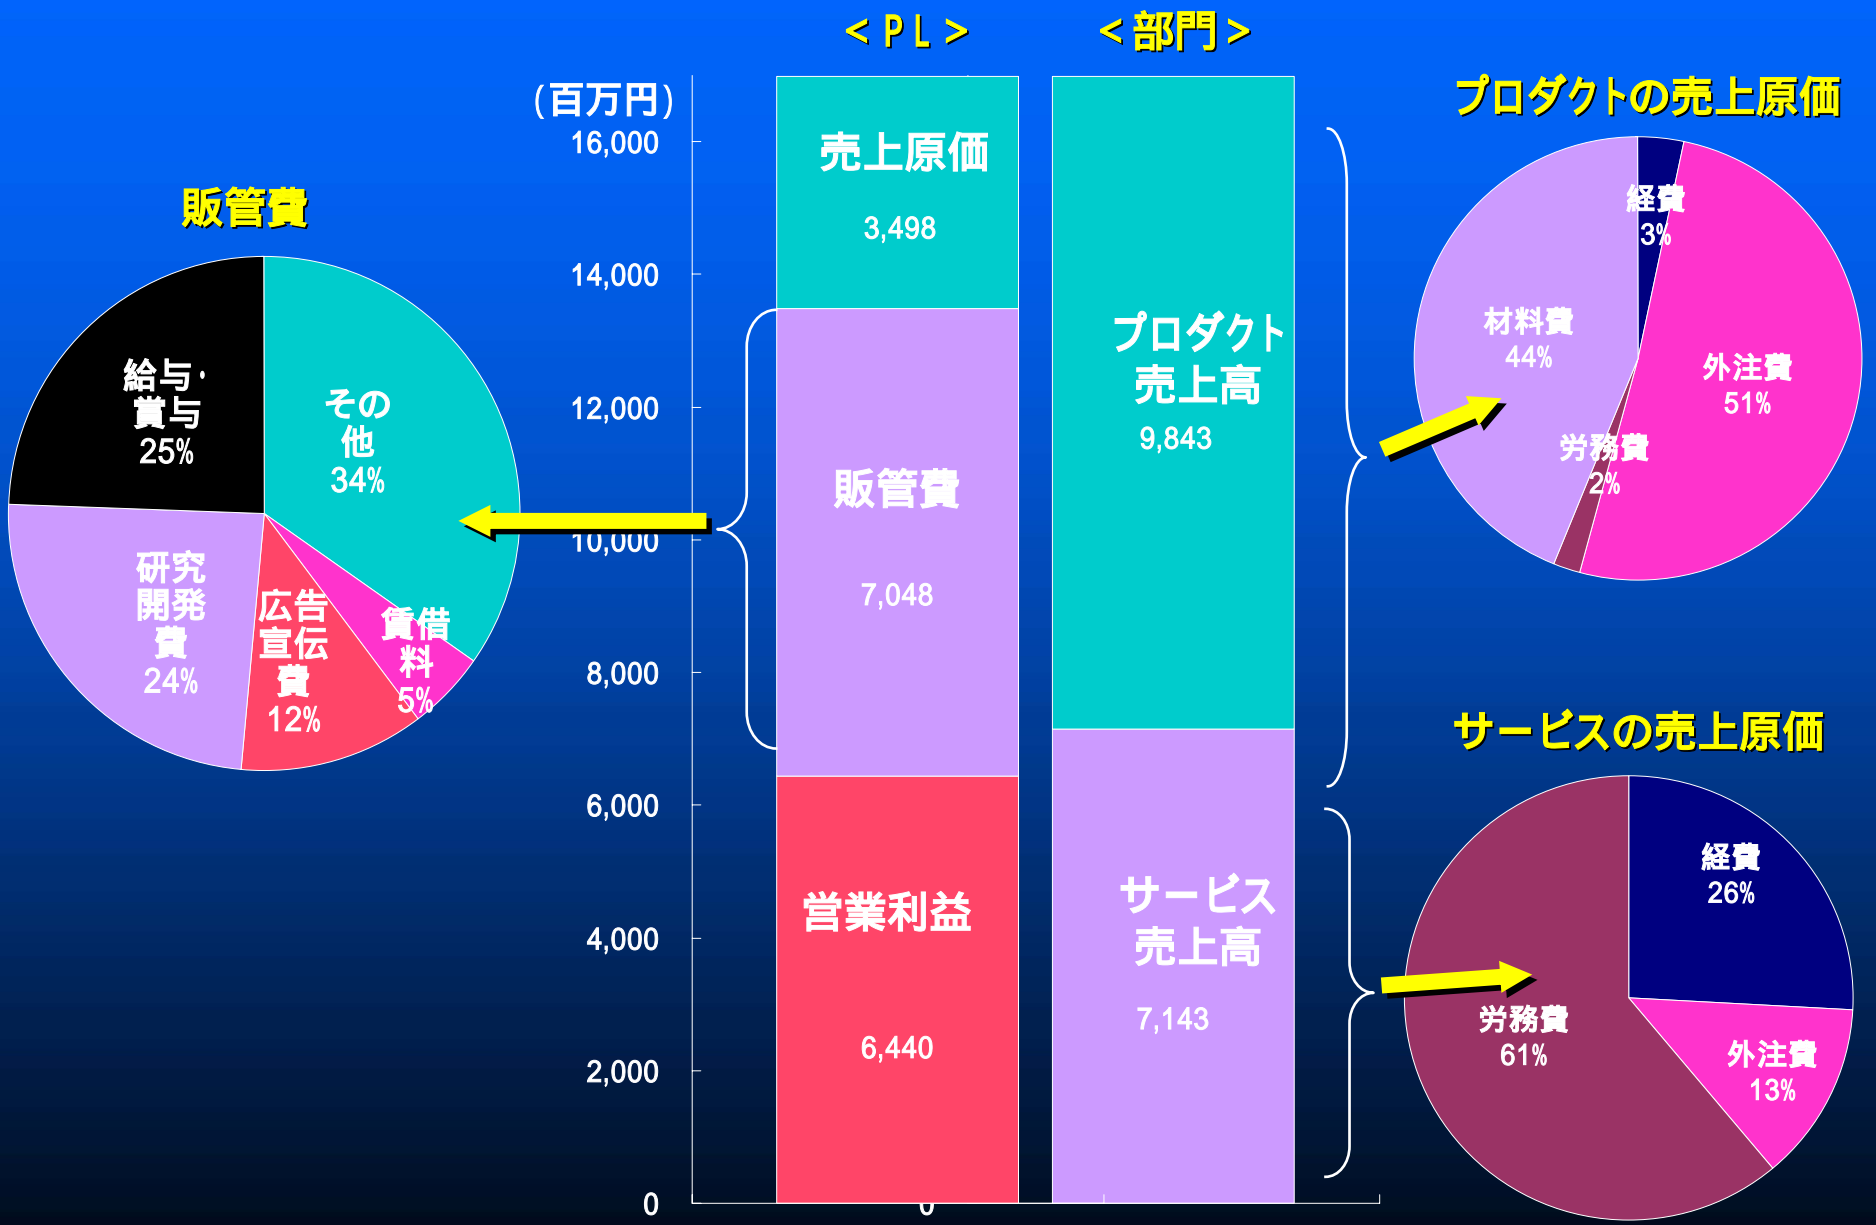 ＜ＰＬ＞
＜部門＞
(百万円)
16,000
14,000
12,000
10,000
8,000
6,000
4,000
2,000
0
0
売上原価
3,498
販管費
7,048
営業利益
6,440
プロダクト
売上高
9,843
サービス
売上高
7,143
販管費
給与・
賞与
25%
その
他
34%
研究
開発
費
24%
広告
宣伝
費
12%
賃借
料
5%
プロダクトの売上原価
経費
3%
材料費
44%
外注費
51%
労務費
2%
サービスの売上原価
経費
26%
労務費
61%
外注費
13%